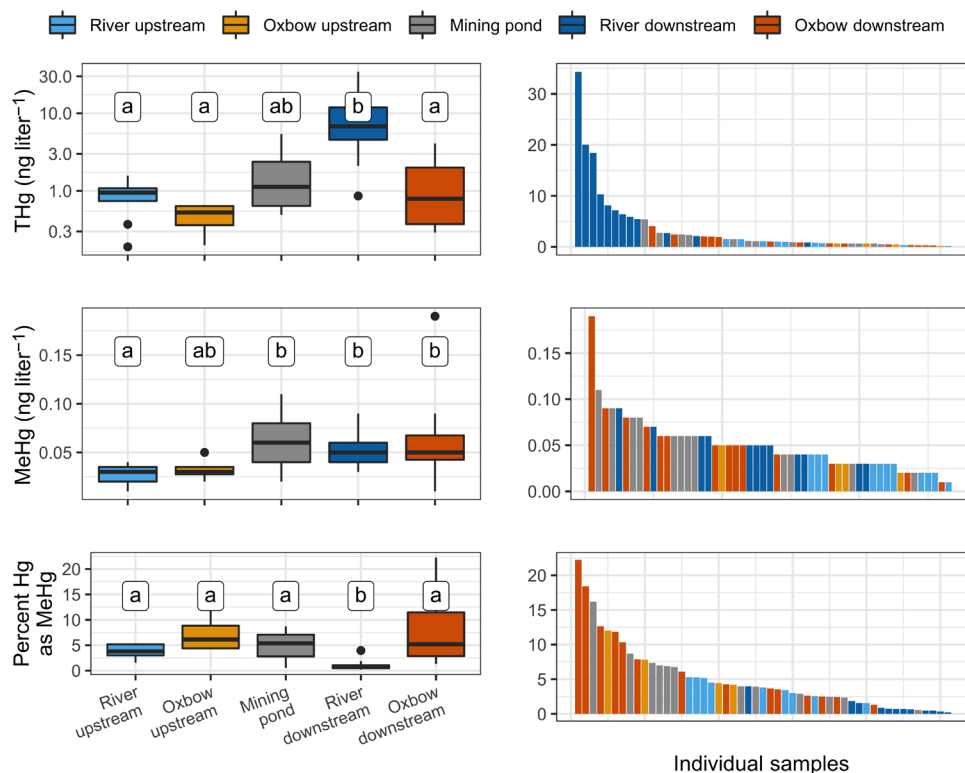 River upstream Oxbow upstream Mining pond River downstream Oxbow downstream
THg (ng liter⁻¹)
30.0
10.0
3.0
1.0
0.3
a a ab b a
30
20
10
0
MeHg (ng liter⁻¹)
0.15
0.10
0.05
a ab b b b
0.15
0.10
0.05
0.00
Percent Hg
as MeHg
20
15
10
5
0
a a a b a
20
15
10
5
0
River
upstream
Oxbow
upstream
Mining
pond
River
downstream
Oxbow
downstream
Individual samples